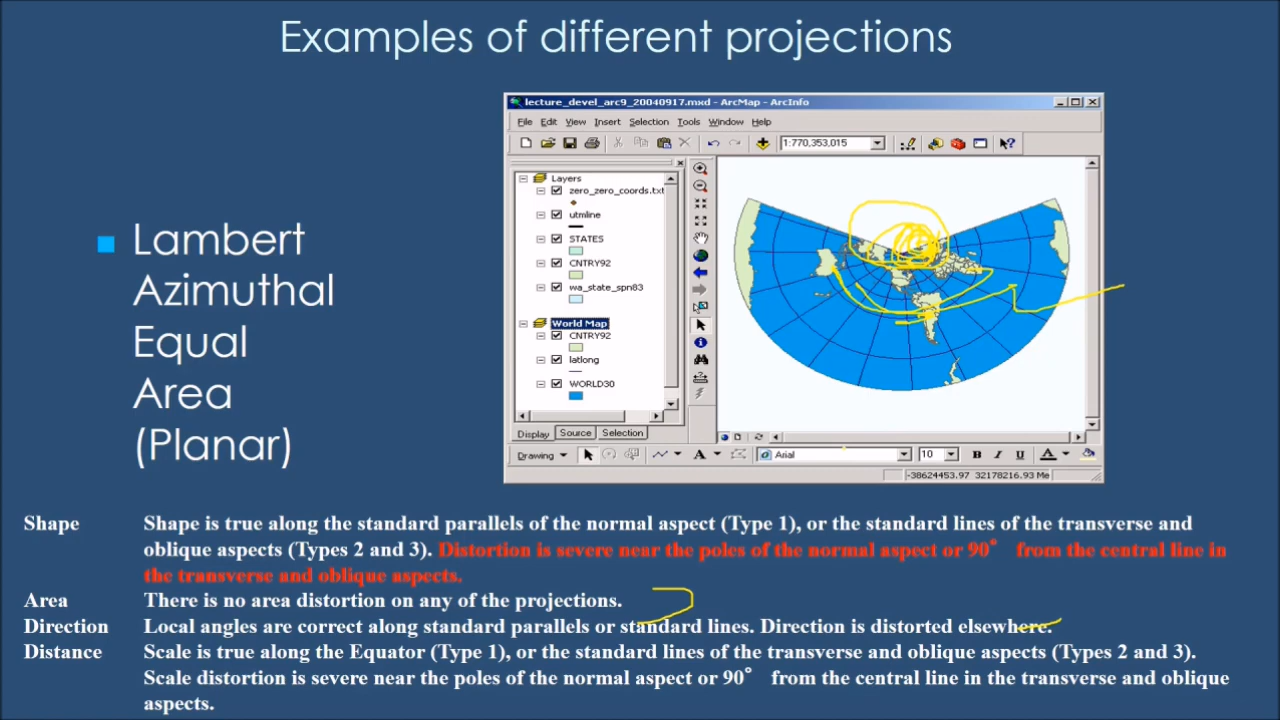 Examples of different projections
Lambert
Azimuthal
Equal
Area
(Planar)
lecture_devel_arc9_20040917.mxd - ArcMap - ArcInfo
File Edit View Insert Selection Tools Window Help
1:770,353,015
Layers
zero_zero_coords.txt
utmline
STATES
CNTRY92
wa_state_spn83
World Map
CNTRY92
latlong
WORLD30
Display Source Selection
Drawing A Arial 10 B I U A
-38624453.97 32178216.93 Me
Shape Shape is true along the standard parallels of the normal aspect (Type 1), or the standard lines of the transverse and
oblique aspects (Types 2 and 3). Distortion is severe near the poles of the normal aspect or 90° from the central line in
the transverse and oblique aspects.
Area There is no area distortion on any of the projections.
Direction Local angles are correct along standard parallels or standard lines. Direction is distorted elsewhere.
Distance Scale is true along the Equator (Type 1), or the standard lines of the transverse and oblique aspects (Types 2 and 3).
Scale distortion is severe near the poles of the normal aspect or 90° from the central line in the transverse and oblique
aspects.